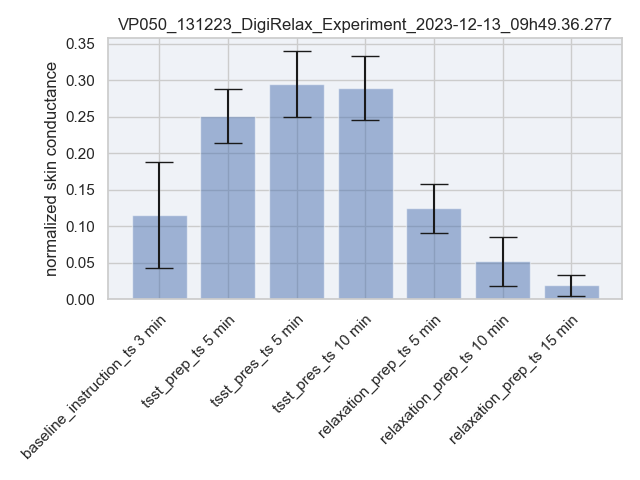 VP050_131223_DigiRelax_Experiment_2023-12-13_09h49.36.277
normalized skin conductance
0.35
0.30
0.25
0.20
0.15
0.10
0.05
0.00
baseline_instruction_ts 3 min
tsst_prep_ts 5 min
tsst_pres_ts 5 min
tsst_pres_ts 10 min
relaxation_prep_ts 5 min
relaxation_prep_ts 10 min
relaxation_prep_ts 15 min